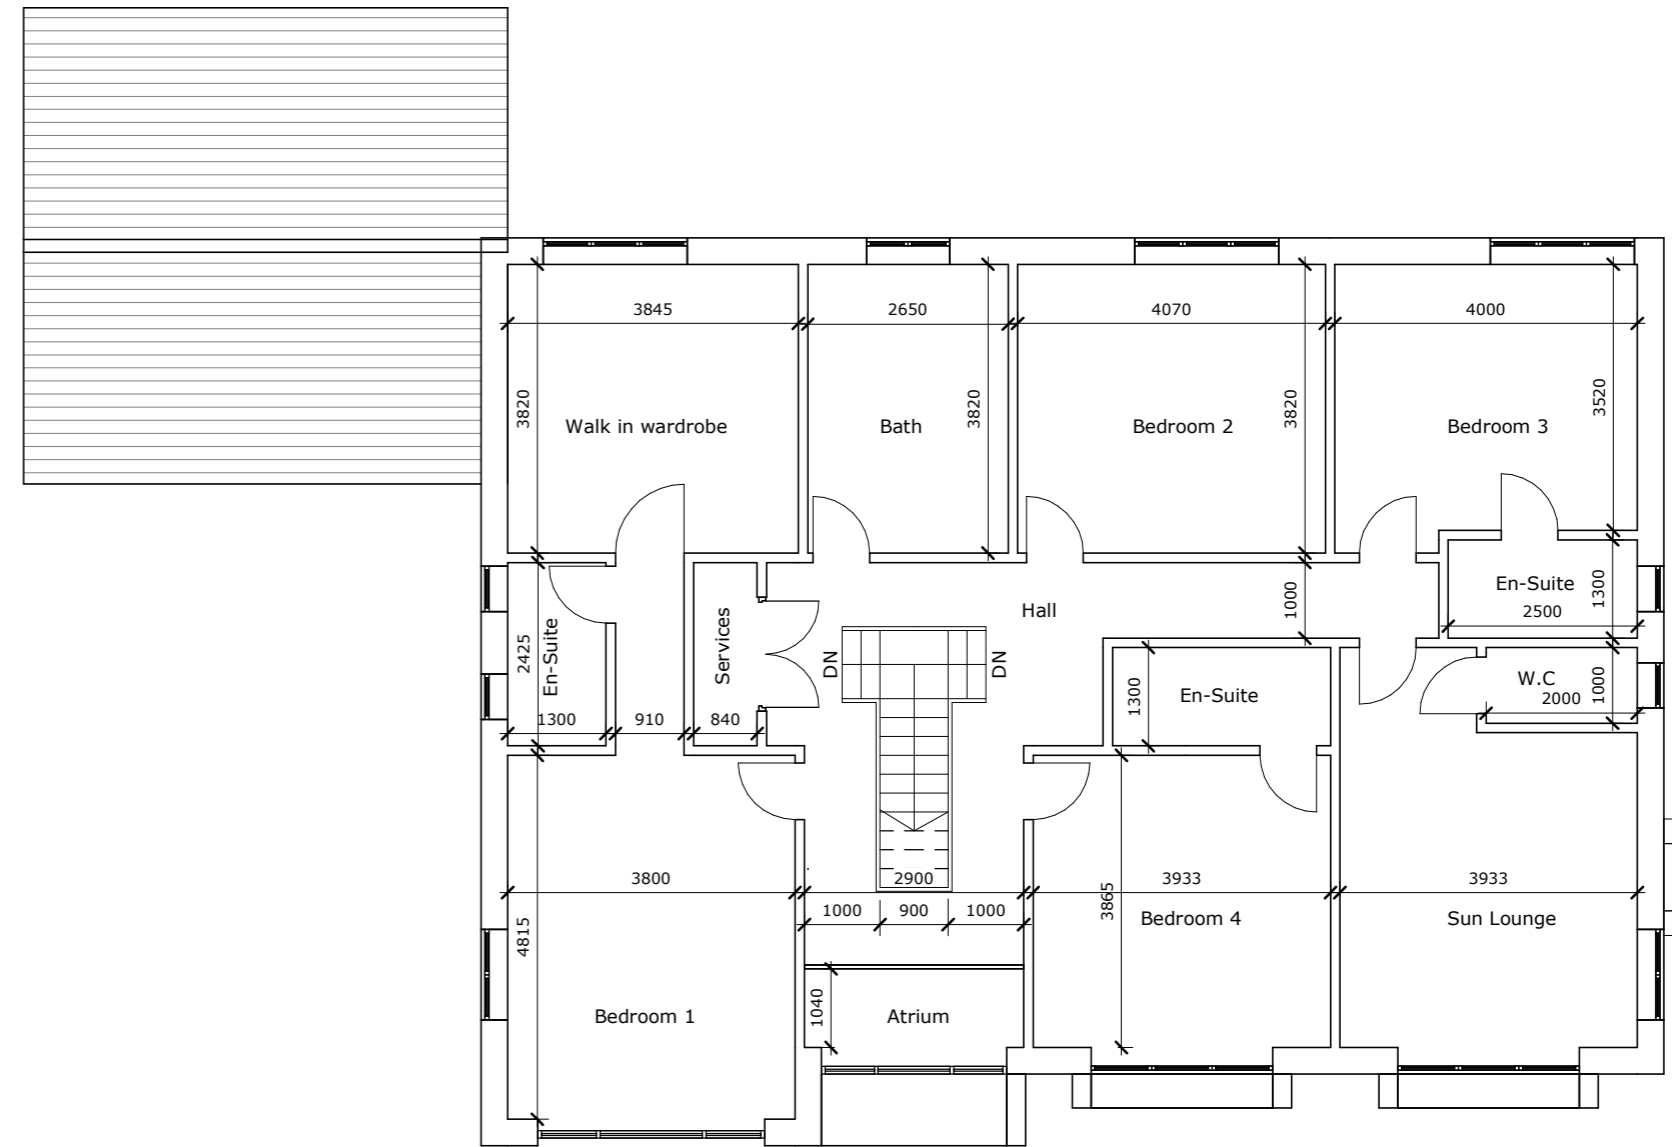 3845
2650
4070
4000
3820
3820
3820
3520
Walk in wardrobe
Bath
Bedroom 2
Bedroom 3
2425
En-Suite
1300
910
Services
840
DN
DN
Hall
1000
En-Suite
2500
1300
1300
En-Suite
W.C
2000
1000
3800
2900
3933
3933
1000
900
1000
4815
3865
Bedroom 4
Sun Lounge
Bedroom 1
1040
Atrium